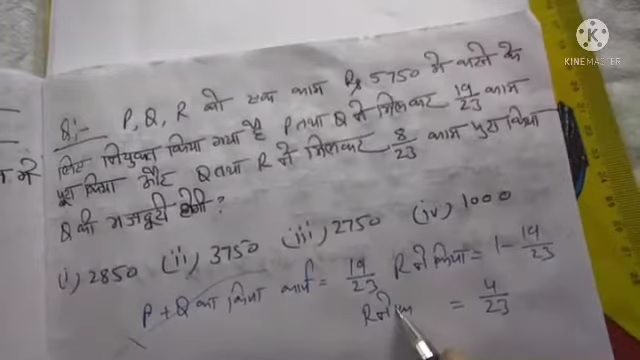 KINEMASTER
Q:- P, Q, R को एक काम Rs 5750 में करने के
लिए नियुक्त किया गया है P तथा Q ने मिलकर 19/23 काम
पूरा किया और Q तथा R ने मिलकर 8/23 काम पूरा किया
Q की मजदूरी होगी?
(i) 2850 (ii) 3750 (iii) 2750 (iv) 1000
P + Q का किया कार्य = 19/23 R ने किया = 1 - 19/23
R ने = 4/23